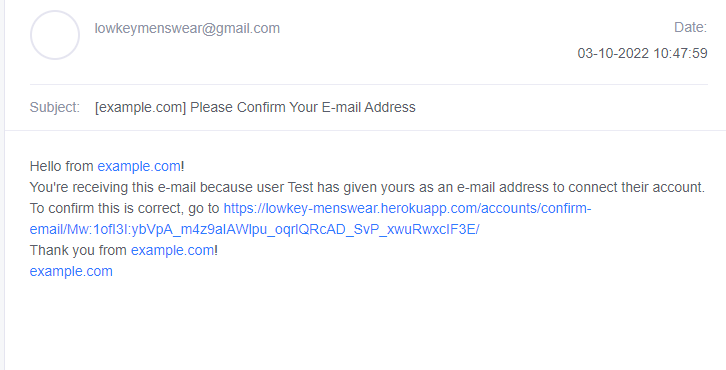 lowkeymenswear@gmail.com
Date:
03-10-2022 10:47:59
Subject: [example.com] Please Confirm Your E-mail Address
Hello from example.com!
You're receiving this e-mail because user Test has given yours as an e-mail address to connect their account.
To confirm this is correct, go to https://lowkey-menswear.herokuapp.com/accounts/confirm-
email/Mw:1ofI3I:ybVpA_m4z9alAWlpu_oqrlQRcAD_SvP_xwuRwxcIF3E/
Thank you from example.com!
example.com